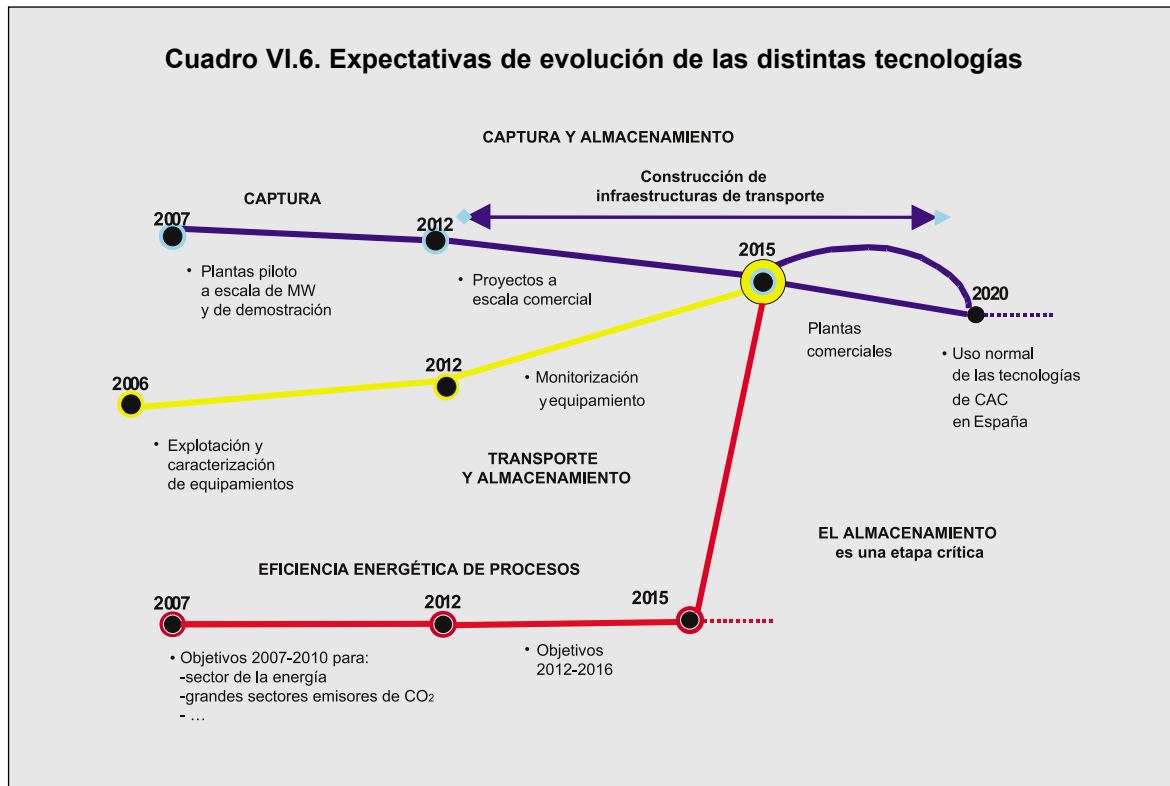 Cuadro VI.6. Expectativas de evolución de las distintas tecnologías
CAPTURA Y ALMACENAMIENTO
Construcción de
infraestructuras de transporte
CAPTURA
2007
2012
2015
2020
• Plantas piloto
a escala de MW
y de demostración
• Proyectos a
escala comercial
Plantas
comerciales
• Uso normal
de las tecnologías
de CAC
en España
2006
2012
• Monitorización
y equipamiento
• Explotación y
caracterización
de equipamientos
TRANSPORTE
Y ALMACENAMIENTO
EL ALMACENAMIENTO
es una etapa crítica
EFICIENCIA ENERGÉTICA DE PROCESOS
2007
2012
2015
• Objetivos 2007-2010 para:
-sector de la energía
-grandes sectores emisores de CO2
- ...
• Objetivos
2012-2016